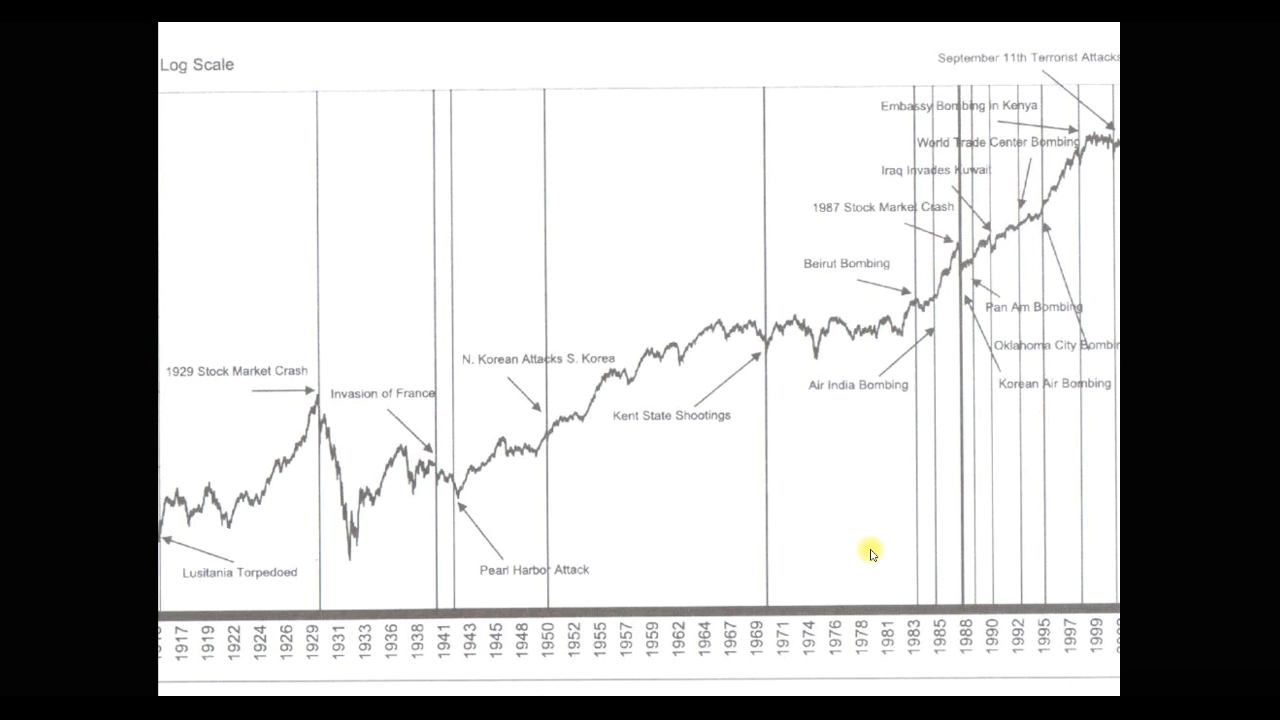 Log Scale
September 11th Terrorist Attacks
Embassy Bombing in Kenya
World Trade Center Bombing
Iraq Invades Kuwait
1987 Stock Market Crash
Beirut Bombing
Pan Am Bombing
Oklahoma City Bombin
N. Korean Attacks S. Korea
1929 Stock Market Crash
Invasion of France
Air India Bombing
Korean Air Bombing
Kent State Shootings
Pearl Harbor Attack
Lusitania Torpedoed
1917 1919 1922 1924 1926 1929 1931 1933 1936 1938 1941 1943 1945 1948 1950 1952 1955 1957 1959 1962 1964 1967 1969 1971 1974 1976 1978 1981 1983 1985 1988 1990 1992 1995 1997 1999